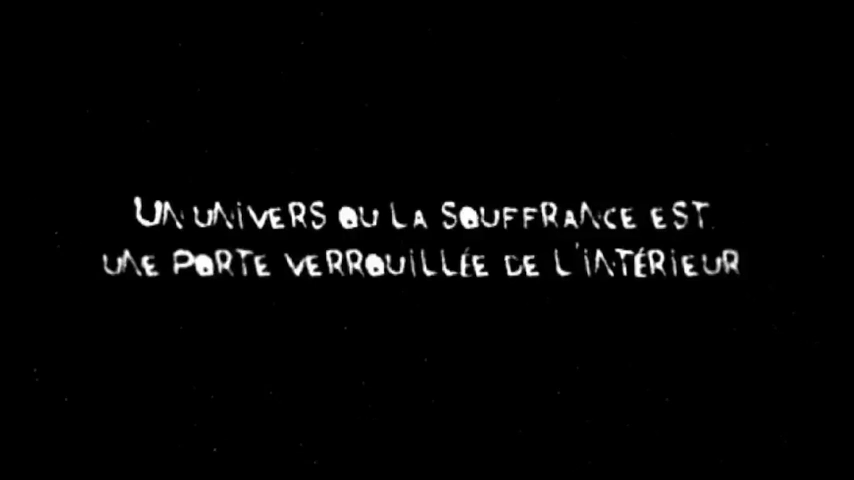 UN UNiVERS OU LA SOUFFRANCE EST
UNE PORTE VERROUiLLÉE DE L'iNTÉRiEUR